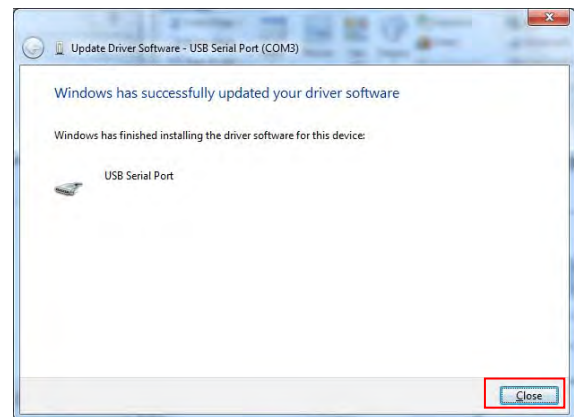 Update Driver Software - USB Serial Port (COM3)
Windows has successfully updated your driver software
Windows has finished installing the driver software for this device:
USB Serial Port
Close